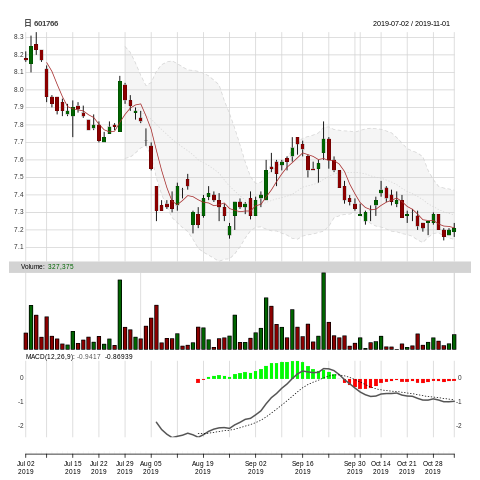 日 601766
2019-07-02 / 2019-11-01
8.3
8.2
8.1
8.0
7.9
7.8
7.7
7.6
7.5
7.4
7.3
7.2
7.1
Volume: 327,375
MACD(12,26,9): -0.9417 -0.86939
0 0
-1 -1
-2 -2
Jul 02 Jul 15 Jul 22 Jul 29 Aug 05 Aug 19 Sep 02 Sep 16 Sep 30 Oct 14 Oct 21 Oct 28
2019 2019 2019 2019 2019 2019 2019 2019 2019 2019 2019 2019